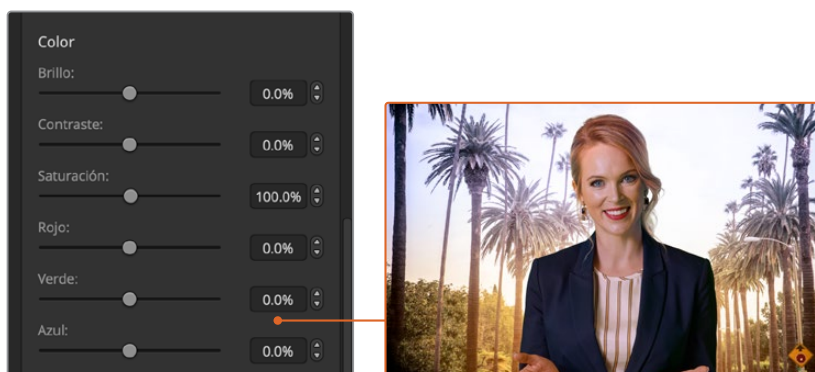 Color
Brillo:
0.0%
Contraste:
0.0%
Saturación:
100.0%
Rojo:
0.0%
Verde:
0.0%
Azul:
0.0%